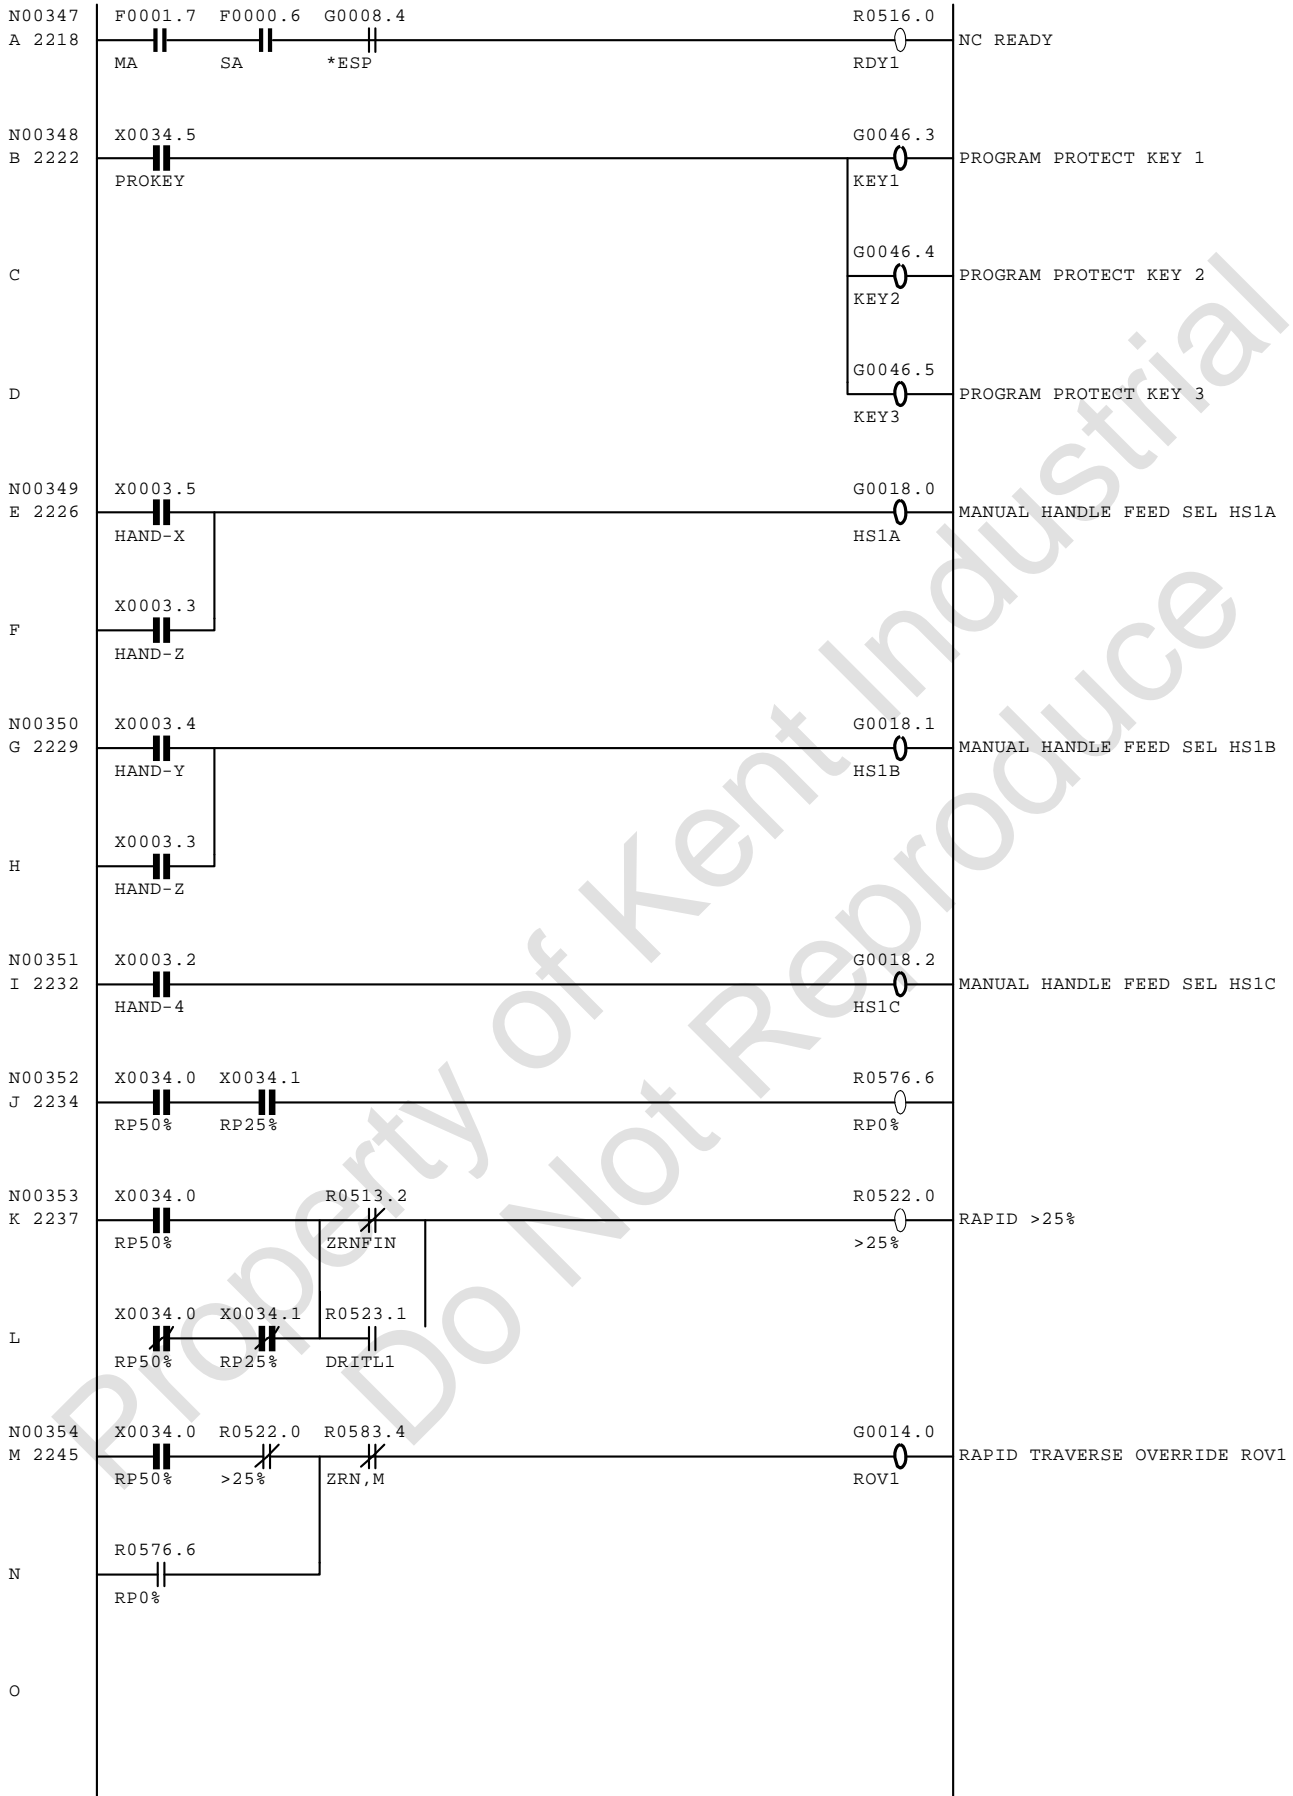 N00347 F0001.7 F0000.6 G0008.4 R0516.0
A 2218 NC READY
MA SA *ESP RDY1
N00348 X0034.5 G0046.3
B 2222 PROGRAM PROTECT KEY 1
PROKEY KEY1
G0046.4
C PROGRAM PROTECT KEY 2
KEY2
G0046.5
D PROGRAM PROTECT KEY 3
KEY3
N00349 X0003.5 G0018.0
E 2226 MANUAL HANDLE FEED SEL HS1A
HAND-X HS1A
X0003.3
F
HAND-Z
N00350 X0003.4 G0018.1
G 2229 MANUAL HANDLE FEED SEL HS1B
HAND-Y HS1B
X0003.3
H
HAND-Z
N00351 X0003.2 G0018.2
I 2232 MANUAL HANDLE FEED SEL HS1C
HAND-4 HS1C
N00352 X0034.0 X0034.1 R0576.6
J 2234
RP50% RP25% RP0%
N00353 X0034.0 R0513.2 R0522.0
K 2237 RAPID >25%
RP50% ZRNFIN >25%
X0034.0 X0034.1 R0523.1
L
RP50% RP25% DRITL1
N00354 X0034.0 R0522.0 R0583.4 G0014.0
M 2245 RAPID TRAVERSE OVERRIDE ROV1
RP50% >25% ZRN,M ROV1
R0576.6
N
RP0%
O
Property of Kent Industrial
Do Not Reproduce